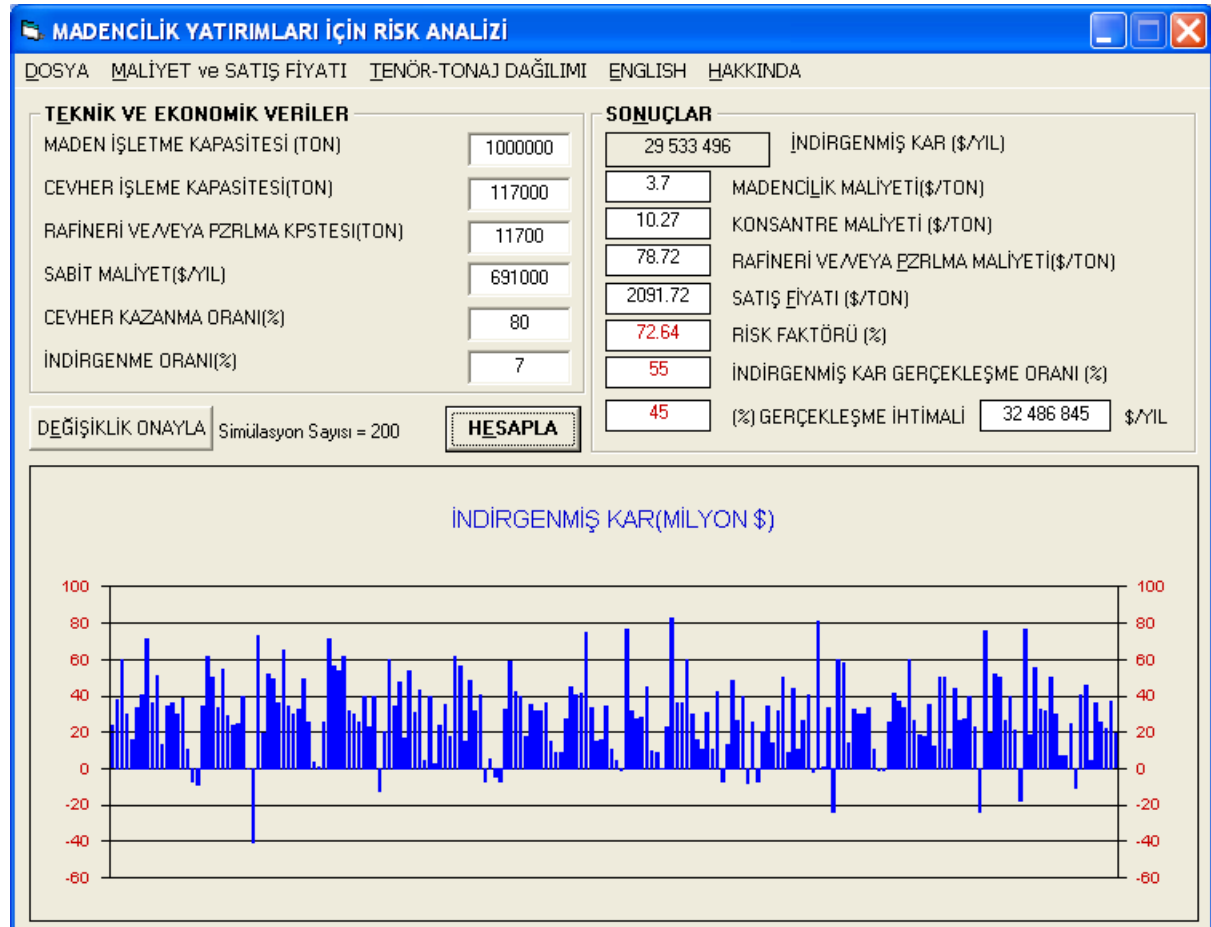 MADENCİLİK YATIRIMLARI İÇİN RİSK ANALİZİ
DOSYA MALİYET ve SATIŞ FİYATI TENÖR-TONAJ DAĞILIMI ENGLISH HAKKINDA
TEKNİK VE EKONOMİK VERİLER
MADEN İŞLETME KAPASİTESİ (TON) 1000000
CEVHER İŞLEME KAPASİTESİ(TON) 117000
RAFİNERİ VE/VEYA PZRLMA KPSTESI(TON) 11700
SABİT MALİYET($/YIL) 691000
CEVHER KAZANMA ORANI(%) 80
İNDİRGENME ORANI(%) 7
DEĞİŞİKLİK ONAYLA Simülasyon Sayısı = 200 HESAPLA
SONUÇLAR
29 533 496 İNDİRGENMİŞ KAR ($/YIL)
3.7 MADENCİLİK MALİYETİ($/TON)
10.27 KONSANTRE MALİYETİ ($/TON)
78.72 RAFİNERİ VE/VEYA PZRLMA MALİYETİ($/TON)
2091.72 SATIŞ FİYATI ($/TON)
72.64 RİSK FAKTÖRÜ (%)
55 İNDİRGENMİŞ KAR GERÇEKLEŞME ORANI (%)
45 (%) GERÇEKLEŞME İHTİMALİ 32 486 845 $/YIL
İNDİRGENMİŞ KAR(MİLYON $)
100 100
80 80
60 60
40 40
20 20
0 0
-20 -20
-40 -40
-60 -60